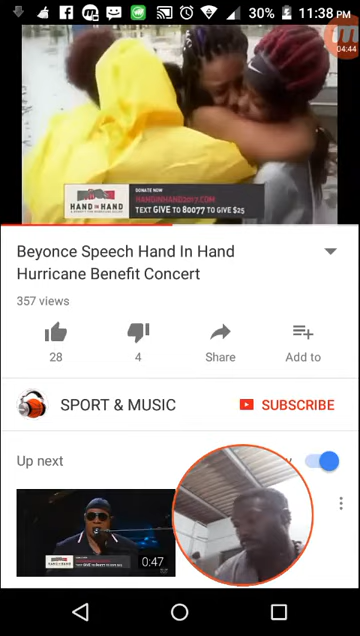 30% 11:38 PM
04:44
DONATE NOW
HANDINHAND2017.COM
HAND IN HAND
TEXT GIVE TO 80077 TO GIVE $25
Beyonce Speech Hand In Hand
Hurricane Benefit Concert
357 views
28
4
Share
Add to
SPORT & MUSIC
SUBSCRIBE
Up next
0:47